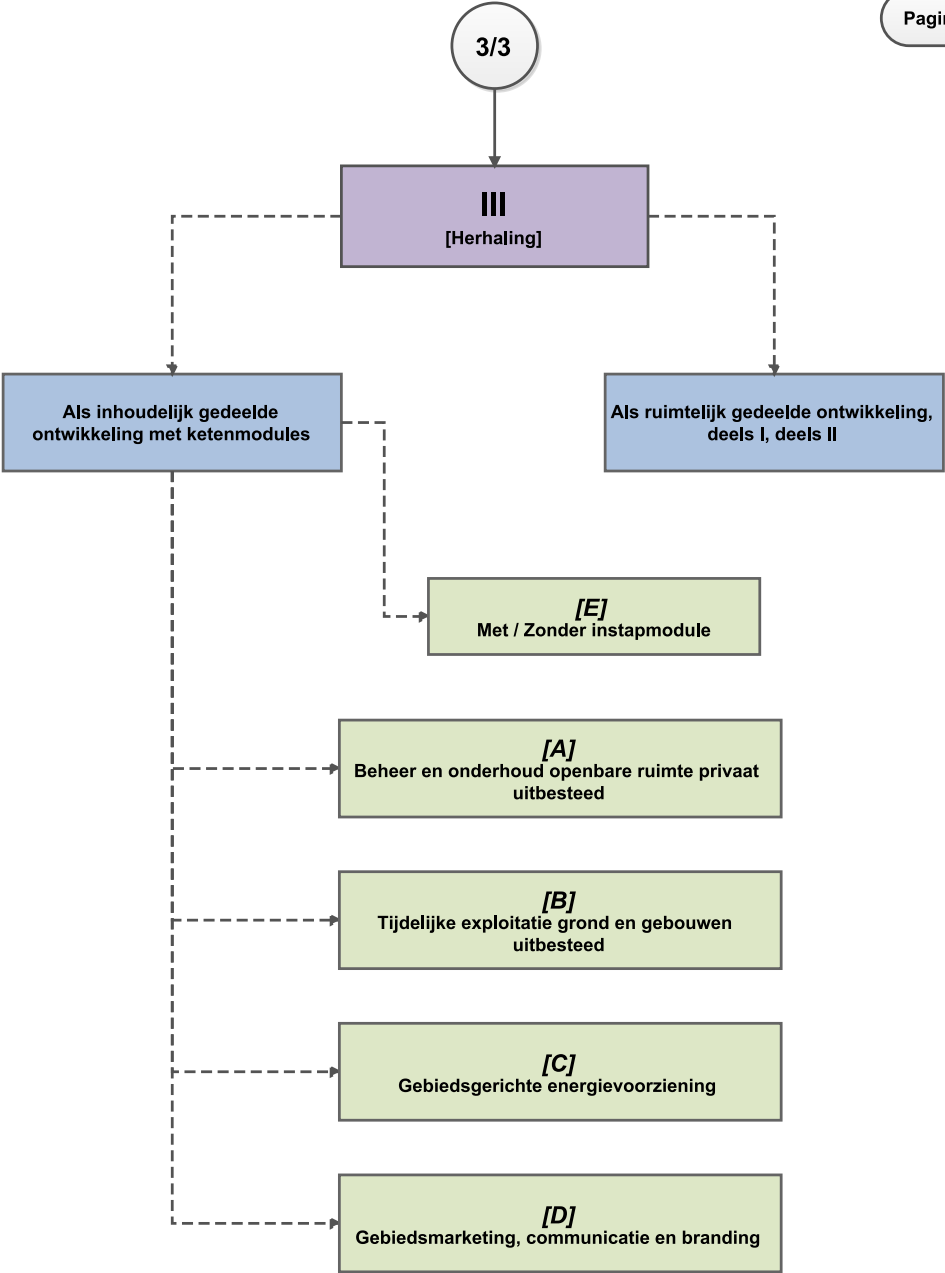 3/3
Pagin
III
[Herhaling]
Als inhoudelijk gedeelde
ontwikkeling met ketenmodules
Als ruimtelijk gedeelde ontwikkeling,
deels I, deels II
[E]
Met / Zonder instapmodule
[A]
Beheer en onderhoud openbare ruimte privaat
uitbesteed
[B]
Tijdelijke exploitatie grond en gebouwen
uitbesteed
[C]
Gebiedsgerichte energievoorziening
[D]
Gebiedsmarketing, communicatie en branding